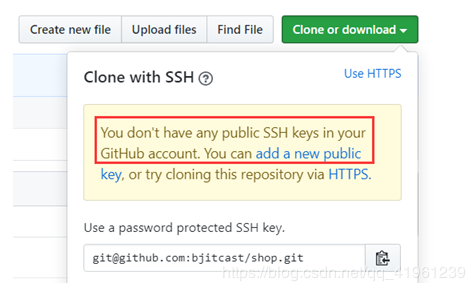 Create new file Upload files Find File Clone or download
Clone with SSH ? Use HTTPS
You don't have any public SSH keys in your
GitHub account. You can add a new public
key, or try cloning this repository via HTTPS.
Use a password protected SSH key.
git@github.com:bjitcast/shop.git
https://blog.csdn.net/qq_41961239